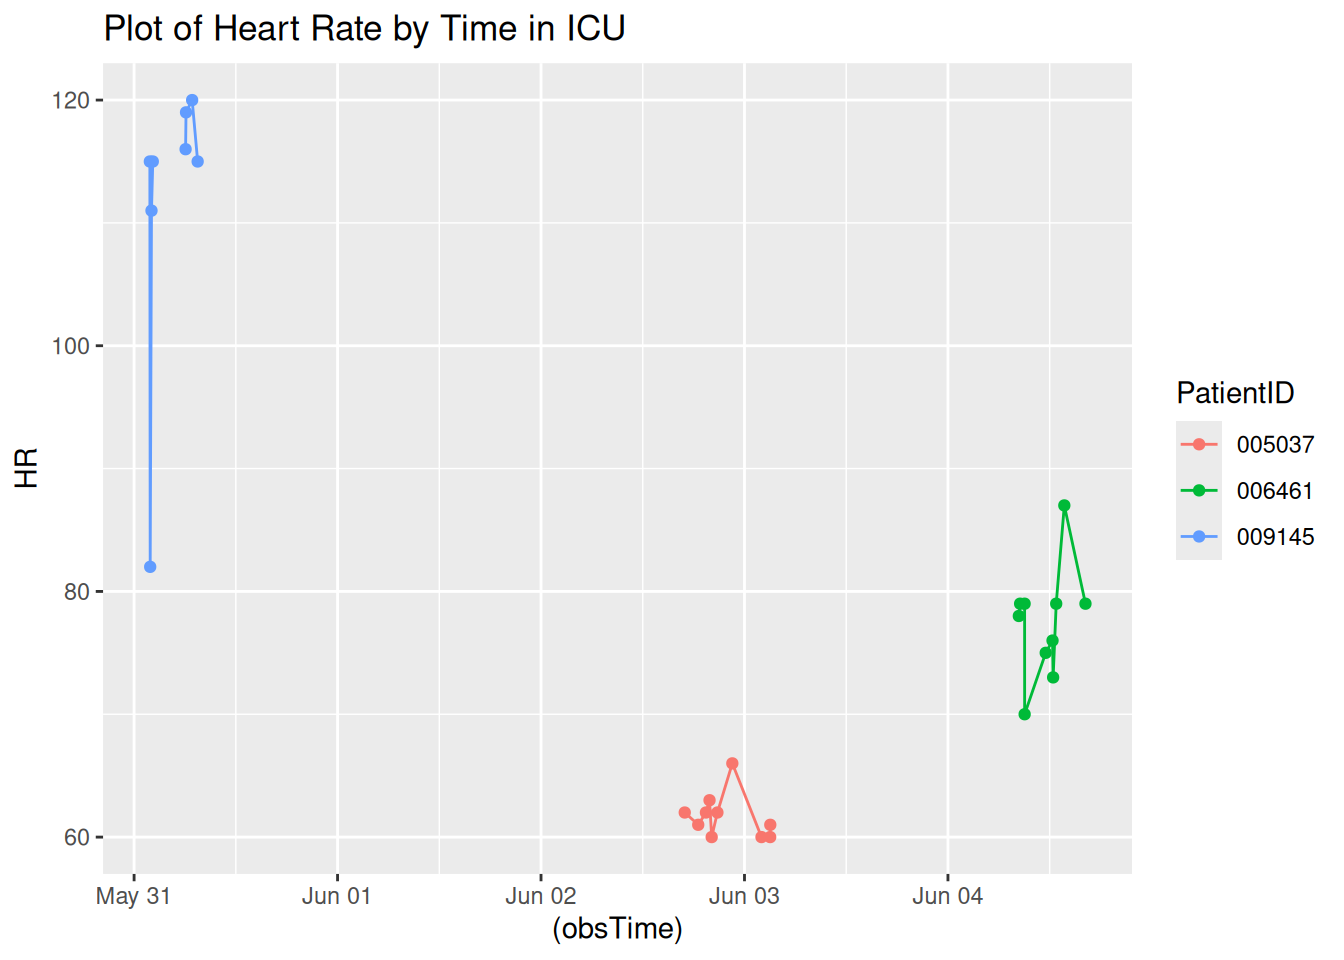 Plot of Heart Rate by Time in ICU
120
100
80
60
HR
May 31 Jun 01 Jun 02 Jun 03 Jun 04
(obsTime)
PatientID
005037
006461
009145